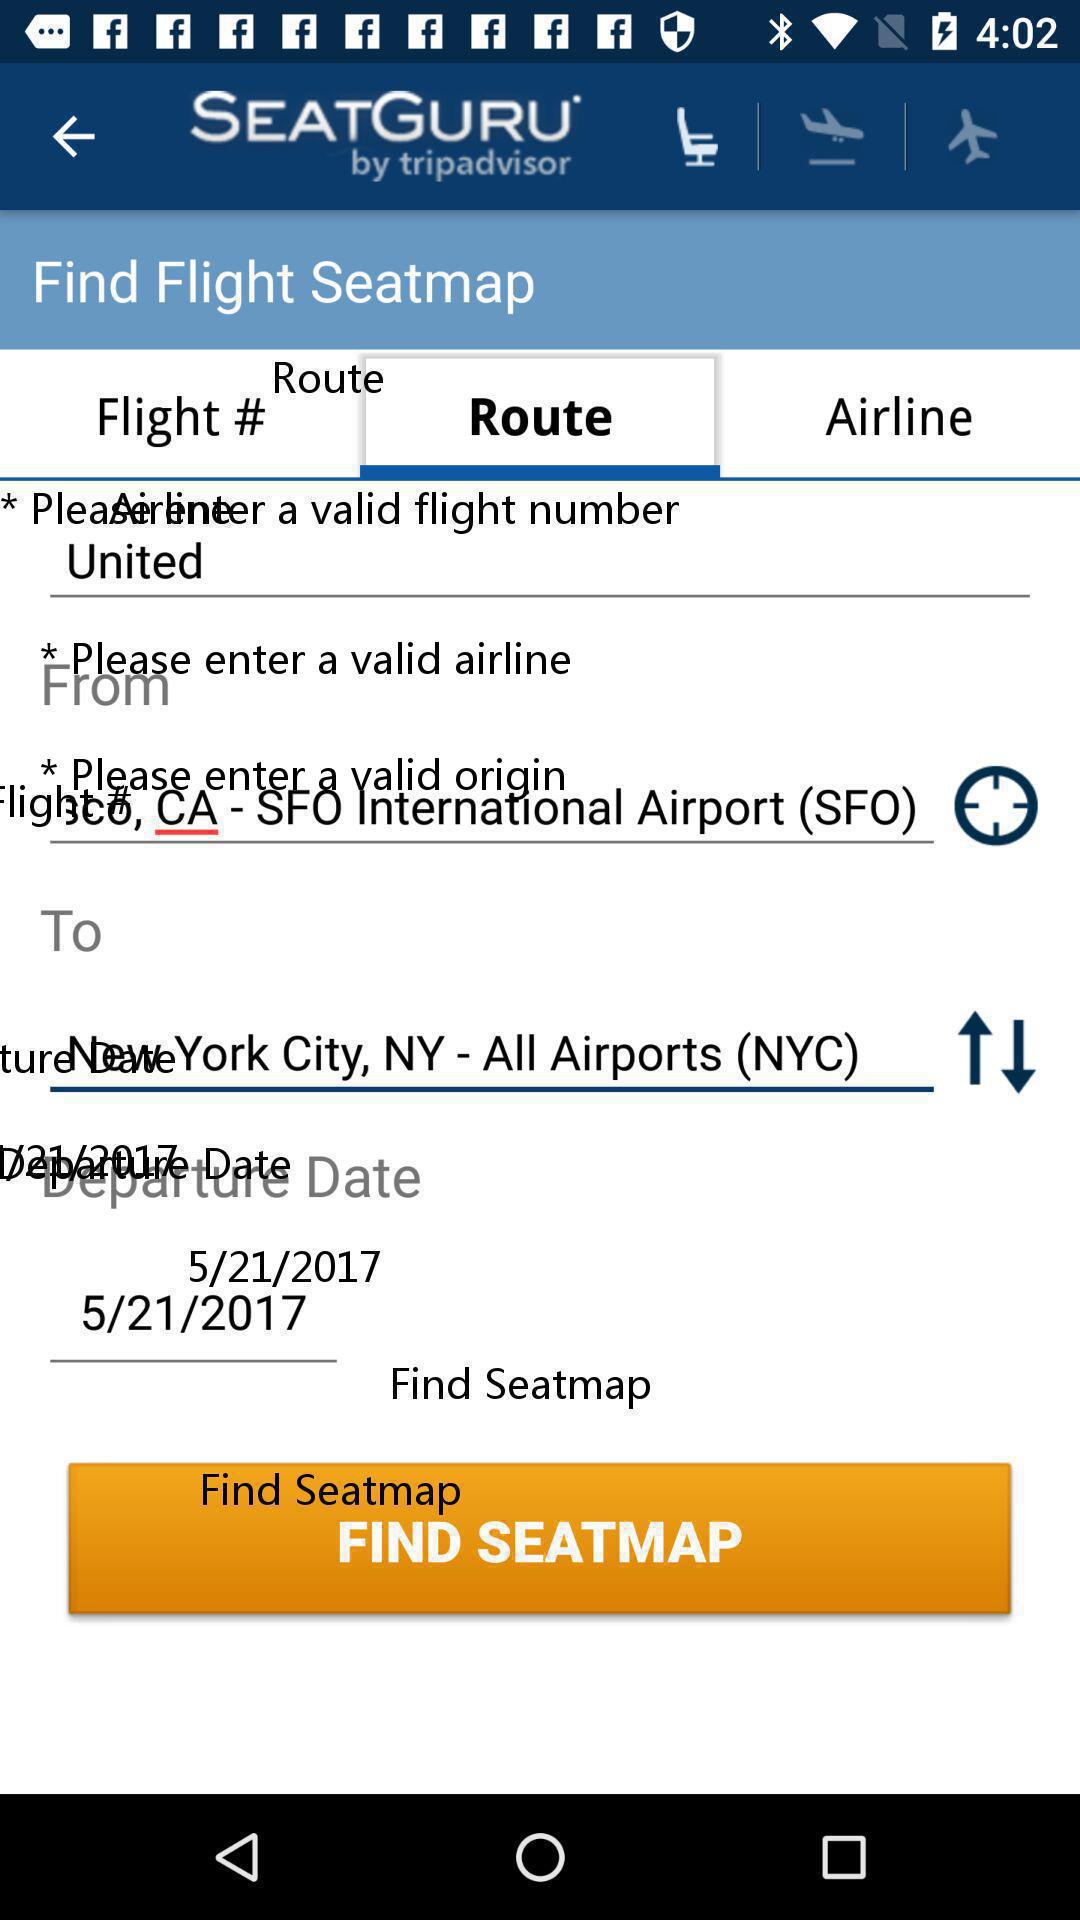 4:02
SEATGURU
by tripadvisor
Find Flight Seatmap
Route
Flight # Route Airline
* Please enter a valid flight number
Airline
United
* Please enter a valid airline
From
* Please enter a valid origin
Flight #
sco, CA - SFO International Airport (SFO)
To
ture Date
New York City, NY - All Airports (NYC)
/21/2017
Departure Date
Departure Date
5/21/2017
5/21/2017
Find Seatmap
Find Seatmap
FIND SEATMAP